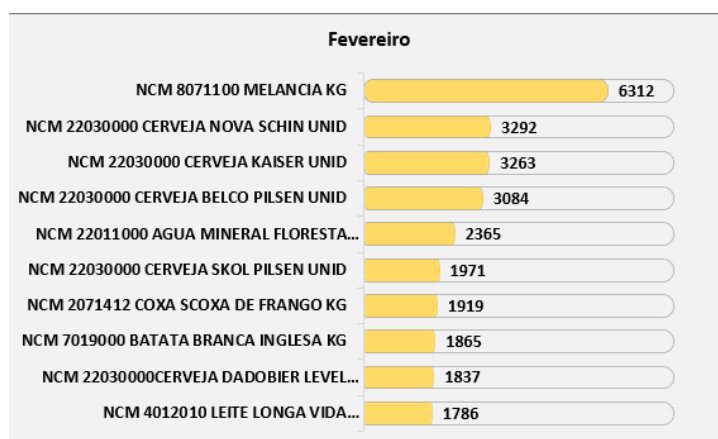 Fevereiro
NCM 8071100 MELANCIA KG 6312
NCM 22030000 CERVEJA NOVA SCHIN UNID 3292
NCM 22030000 CERVEJA KAISER UNID 3263
NCM 22030000 CERVEJA BELCO PILSEN UNID 3084
NCM 22011000 AGUA MINERAL FLORESTA... 2365
NCM 22030000 CERVEJA SKOL PILSEN UNID 1971
NCM 2071412 COXA SCOXA DE FRANGO KG 1919
NCM 7019000 BATATA BRANCA INGLESA KG 1865
NCM 22030000CERVEJA DADOBIER LEVEL... 1837
NCM 4012010 LEITE LONGA VIDA... 1786